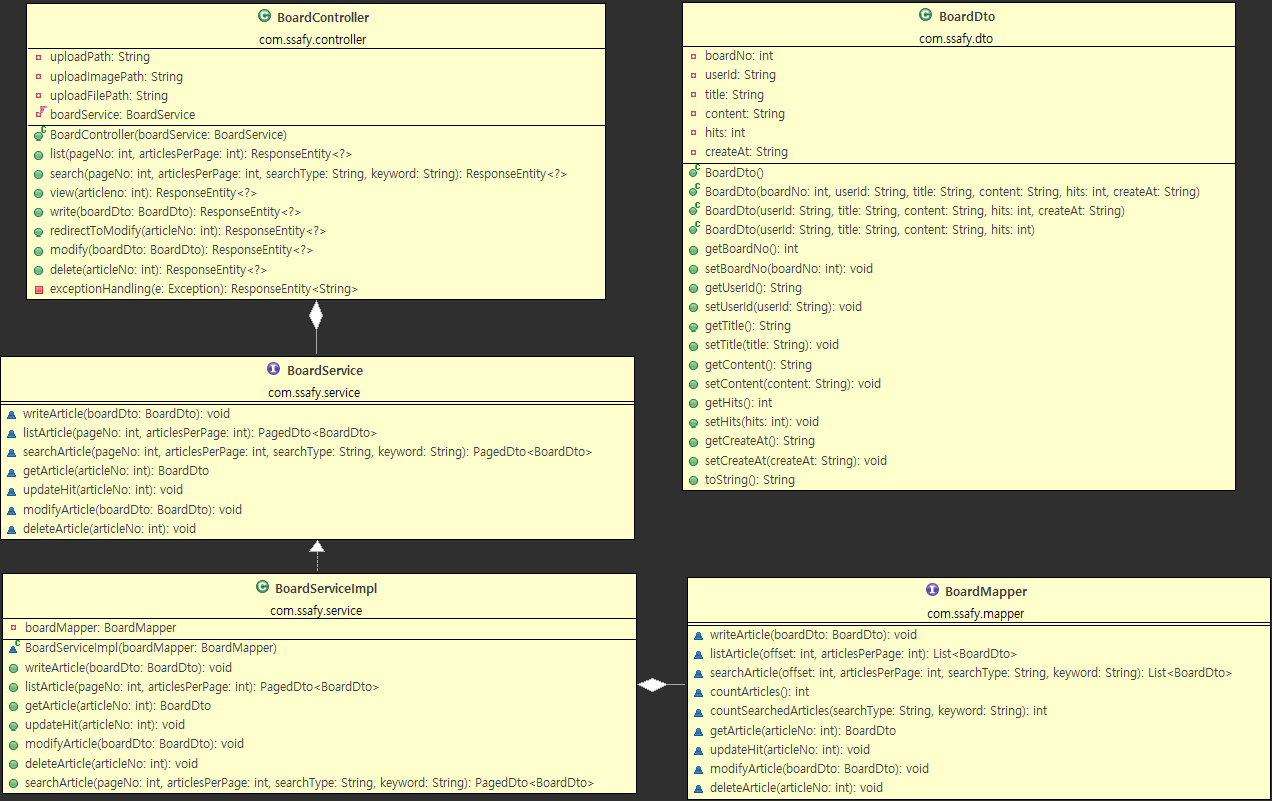 BoardController
com.ssafy.controller
uploadPath: String
uploadImagePath: String
uploadFilePath: String
boardService: BoardService
BoardController(boardService: BoardService)
list(pageNo: int, articlesPerPage: int): ResponseEntity<?>
search(pageNo: int, articlesPerPage: int, searchType: String, keyword: String): ResponseEntity<?>
view(articleno: int): ResponseEntity<?>
write(boardDto: BoardDto): ResponseEntity<?>
redirectToModify(articleNo: int): ResponseEntity<?>
modify(boardDto: BoardDto): ResponseEntity<?>
delete(articleNo: int): ResponseEntity<?>
exceptionHandling(e: Exception): ResponseEntity<String>
BoardDto
com.ssafy.dto
boardNo: int
userId: String
title: String
content: String
hits: int
createAt: String
BoardDto()
BoardDto(boardNo: int, userId: String, title: String, content: String, hits: int, createAt: String)
BoardDto(userId: String, title: String, content: String, hits: int, createAt: String)
BoardDto(userId: String, title: String, content: String, hits: int)
getBoardNo(): int
setBoardNo(boardNo: int): void
getUserId(): String
setUserId(userId: String): void
getTitle(): String
setTitle(title: String): void
getContent(): String
setContent(content: String): void
getHits(): int
setHits(hits: int): void
getCreateAt(): String
setCreateAt(createAt: String): void
toString(): String
BoardService
com.ssafy.service
writeArticle(boardDto: BoardDto): void
listArticle(pageNo: int, articlesPerPage: int): PagedDto<BoardDto>
searchArticle(pageNo: int, articlesPerPage: int, searchType: String, keyword: String): PagedDto<BoardDto>
getArticle(articleNo: int): BoardDto
updateHit(articleNo: int): void
modifyArticle(boardDto: BoardDto): void
deleteArticle(articleNo: int): void
BoardServiceImpl
com.ssafy.service
boardMapper: BoardMapper
BoardServiceImpl(boardMapper: BoardMapper)
writeArticle(boardDto: BoardDto): void
listArticle(pageNo: int, articlesPerPage: int): PagedDto<BoardDto>
getArticle(articleNo: int): BoardDto
updateHit(articleNo: int): void
modifyArticle(boardDto: BoardDto): void
deleteArticle(articleNo: int): void
searchArticle(pageNo: int, articlesPerPage: int, searchType: String, keyword: String): PagedDto<BoardDto>
BoardMapper
com.ssafy.mapper
writeArticle(boardDto: BoardDto): void
listArticle(offset: int, articlesPerPage: int): List<BoardDto>
searchArticle(offset: int, articlesPerPage: int, searchType: String, keyword: String): List<BoardDto>
countArticles(): int
countSearchedArticles(searchType: String, keyword: String): int
getArticle(articleNo: int): BoardDto
updateHit(articleNo: int): void
modifyArticle(boardDto: BoardDto): void
deleteArticle(articleNo: int): void